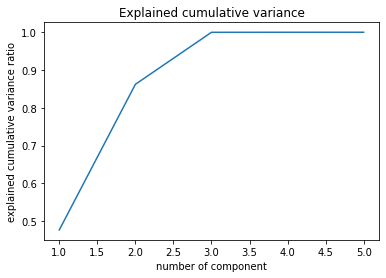 Explained cumulative variance
explained cumulative variance ratio
1.0
0.9
0.8
0.7
0.6
0.5
1.0 1.5 2.0 2.5 3.0 3.5 4.0 4.5 5.0
number of component